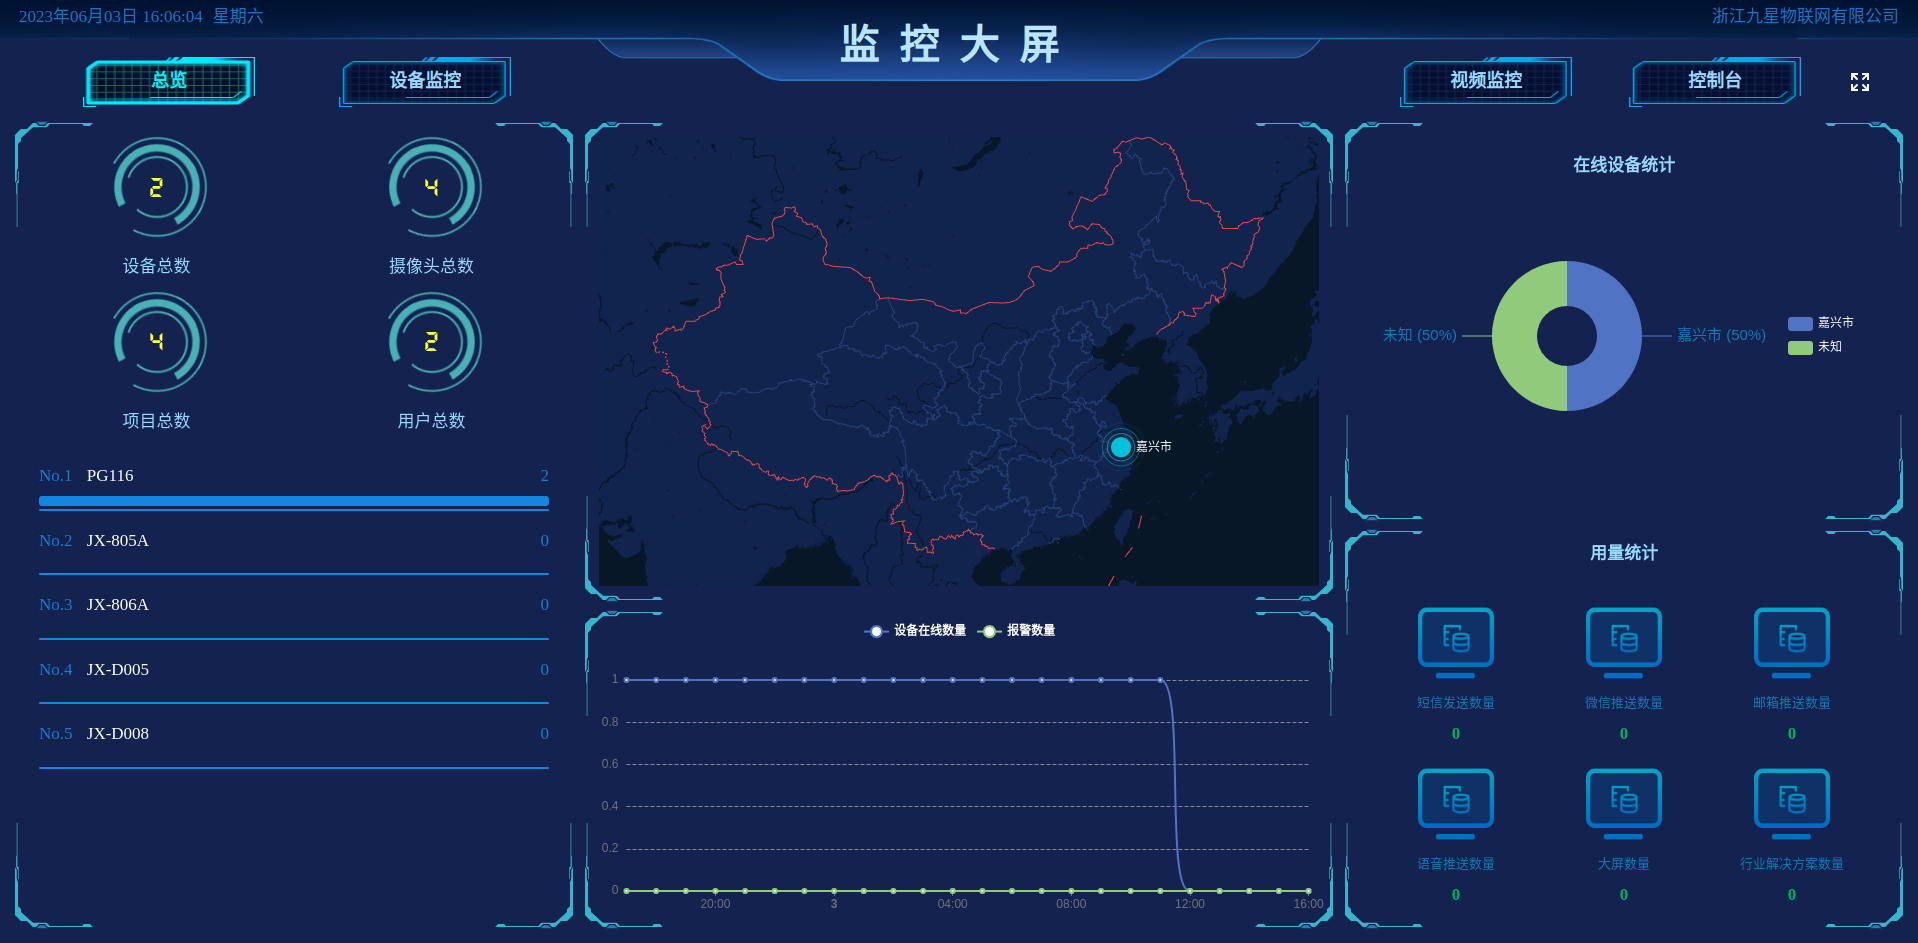 2023年06月03日 16:06:04 星期六
监控大屏
浙江九星物联网有限公司
总览
设备监控
视频监控
控制台
2
4
设备总数
摄像头总数
4
2
项目总数
用户总数
No.1 PG116 2
No.2 JX-805A 0
No.3 JX-806A 0
No.4 JX-D005 0
No.5 JX-D008 0
嘉兴市
设备在线数量 报警数量
1
0.8
0.6
0.4
0.2
0
20:00 3 04:00 08:00 12:00 16:00
在线设备统计
未知 (50%)
嘉兴市 (50%)
嘉兴市
未知
用量统计
短信发送数量 微信推送数量 邮箱推送数量
0 0 0
语音推送数量 大屏数量 行业解决方案数量
0 0 0